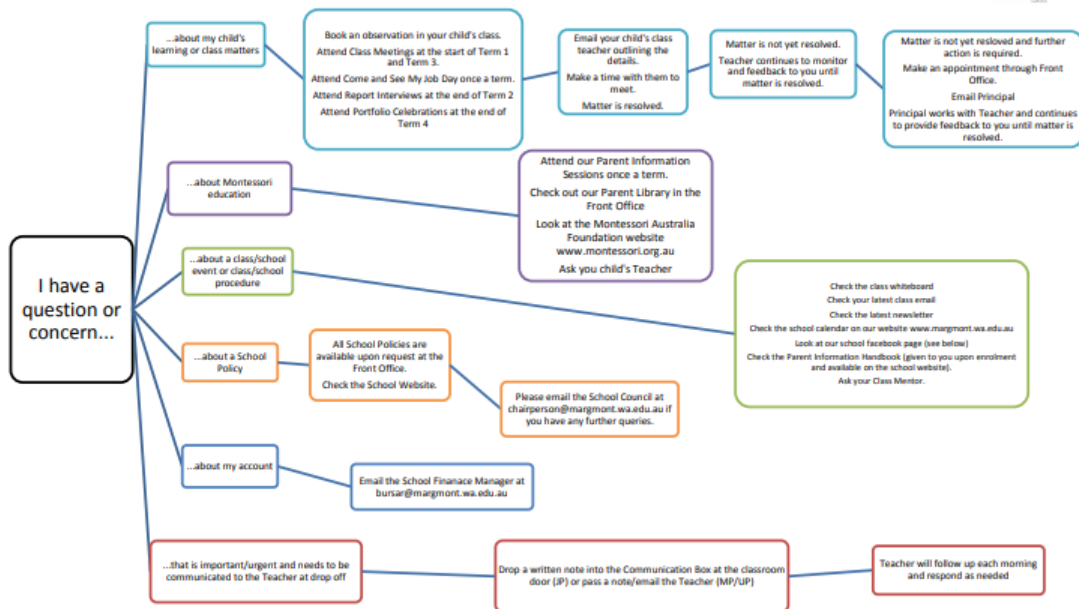 I have a
question or
concern...
...about my child's
learning or class matters
Book an observation in your child's class.
Attend Class Meetings at the start of Term 1
and Term 3.
Attend Come and See My Job Day once a term.
Attend Report Interviews at the end of Term 2
Attend Portfolio Celebrations at the end of
Term 4
Email your child's class
teacher outlining the
details.
Make a time with them to
meet.
Matter is resolved.
Matter is not yet resolved.
Teacher continues to monitor
and feedback to you until
matter is resolved.
Matter is not yet resloved and further
action is required.
Make an appointment through Front
Office.
Email Principal
Principal works with Teacher and continues
to provide feedback to you until matter is
resolved.
...about Montessori
education
Attend our Parent Information
Sessions once a term.
Check out our Parent Library in the
Front Office
Look at the Montessori Australia
Foundation website
www.montessori.org.au
Ask you child's Teacher
...about a class/school
event or class/school
procedure
Check the class whiteboard
Check your latest class email
Check the latest newsletter
Check the school calendar on our website www.margmont.wa.edu.au
Look at our school facebook page (see below)
Check the Parent Information Handbook (given to you upon enrolment
and available on the school website).
Ask your Class Mentor.
...about a School
Policy
All School Policies are
available upon request at the
Front Office.
Check the School Website.
Please email the School Council at
chairperson@margmont.wa.edu.au if
you have any further queries.
...about my account
Email the School Finanace Manager at
bursar@margmont.wa.edu.au
...that is important/urgent and needs to be
communicated to the Teacher at drop off
Drop a written note into the Communication Box at the classroom
door (JP) or pass a note/email the Teacher (MP/UP)
Teacher will follow up each morning
and respond as needed